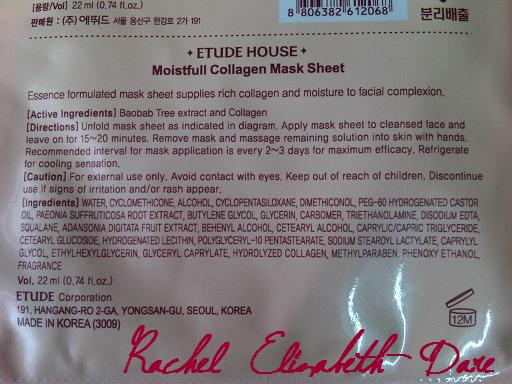 [용량/Vol] 22 ml (0.74 fl.oz.)
판매원 : (주)에뛰드 서울 용산구 한강로 2가 191
8 806382 612068
분리배출
ETUDE HOUSE
Moistfull Collagen Mask Sheet
Essence formulated mask sheet supplies rich collagen and moisture to facial complexion.
[Active Ingredients] Baobab Tree extract and Collagen
[Directions] Unfold mask sheet as indicated in diagram. Apply mask sheet to cleansed face and
leave on for 15~20 minutes. Remove mask and massage remaining solution into skin with hands.
Recommended interval for mask application is every 2~3 days for maximum efficacy. Refrigerate
for cooling sensation.
[Caution] For external use only. Avoid contact with eyes. Keep out of reach of children. Discontinue
use if signs of irritation and/or rash appear.
[Ingredients] WATER, CYCLOMETHICONE, ALCOHOL, CYCLOPENTASILOXANE, DIMETHICONOL, PEG-60 HYDROGENATED CASTOR
OIL, PAEONIA SUFFRUTICOSA ROOT EXTRACT, BUTYLENE GLYCOL, GLYCERIN, CARBOMER, TRIETHANOLAMINE, DISODIUM EDTA,
SQUALANE, ADANSONIA DIGITATA FRUIT EXTRACT, BEHENYL ALCOHOL, CETEARYL ALCOHOL, CAPRYLIC/CAPRIC TRIGLYCERIDE,
CETEARYL GLUCOSIDE, HYDROGENATED LECITHIN, POLYGLYCERYL-10 PENTASTEARATE, SODIUM STEAROYL LACTYLATE, CAPRYLYL
GLYCOL, ETHYLHEXYLGLYCERIN, GLYCERYL CAPRYLATE, HYDROLYZED COLLAGEN, METHYLPARABEN, PHENOXY ETHANOL,
FRAGRANCE
Vol. 22 ml (0.74 fl.oz.)
ETUDE Corporation
191, HANGANG-RO 2-GA, YONGSAN-GU, SEOUL, KOREA
MADE IN KOREA (3009)
12M
Rachel Elizabeth Dare